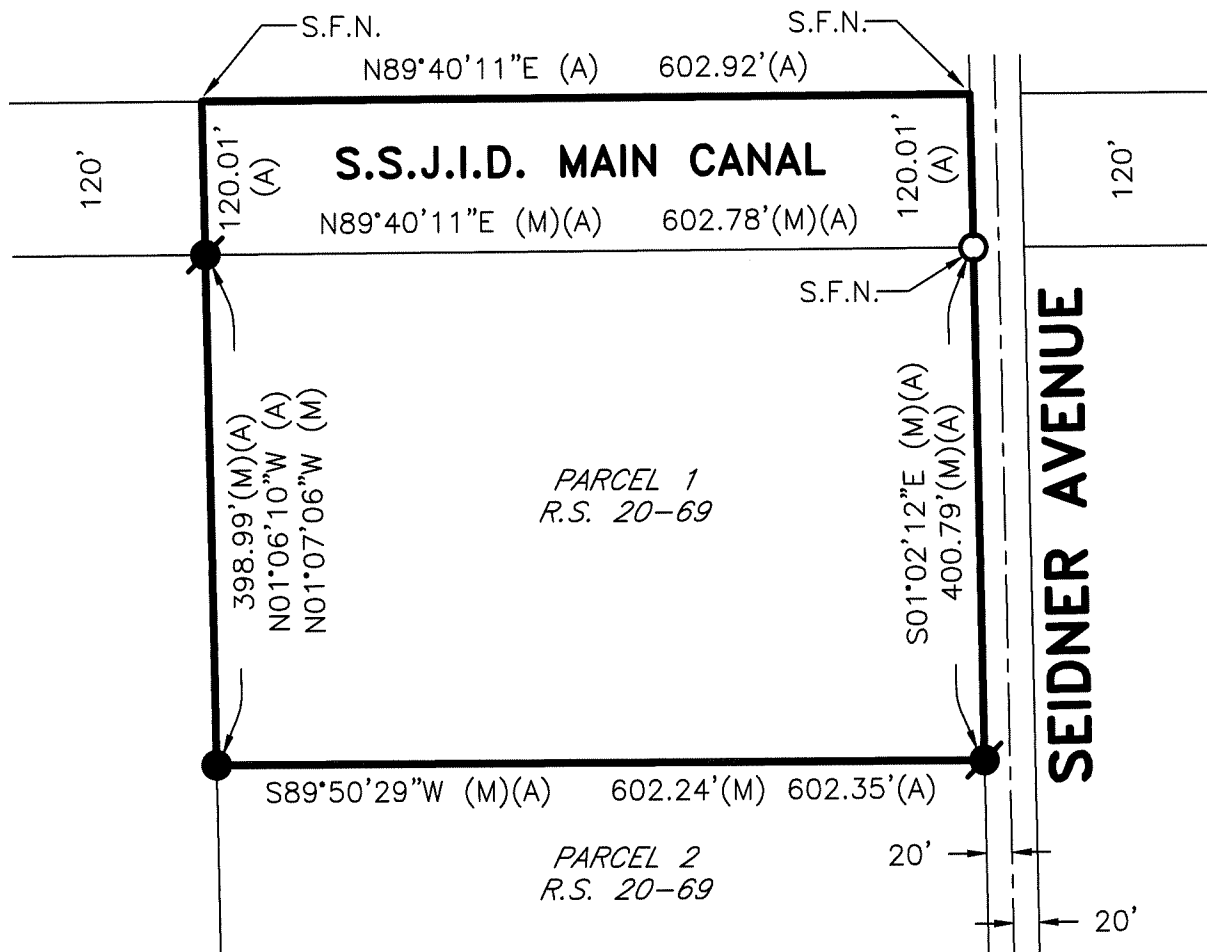 S.F.N.
S.F.N.
N89°40'11"E (A) 602.92'(A)
120'
120.01'
(A)
S.S.J.I.D. MAIN CANAL
120.01'
(A)
120'
N89°40'11"E (M)(A) 602.78'(M)(A)
S.F.N.
398.99'(M)(A)
N01°06'10"W (A)
N01°07'06"W (M)
PARCEL 1
R.S. 20-69
S01°02'12"E (M)(A)
400.79'(M)(A)
SEIDNER AVENUE
S89°50'29"W (M)(A) 602.24'(M) 602.35'(A)
PARCEL 2
R.S. 20-69
20'
20'